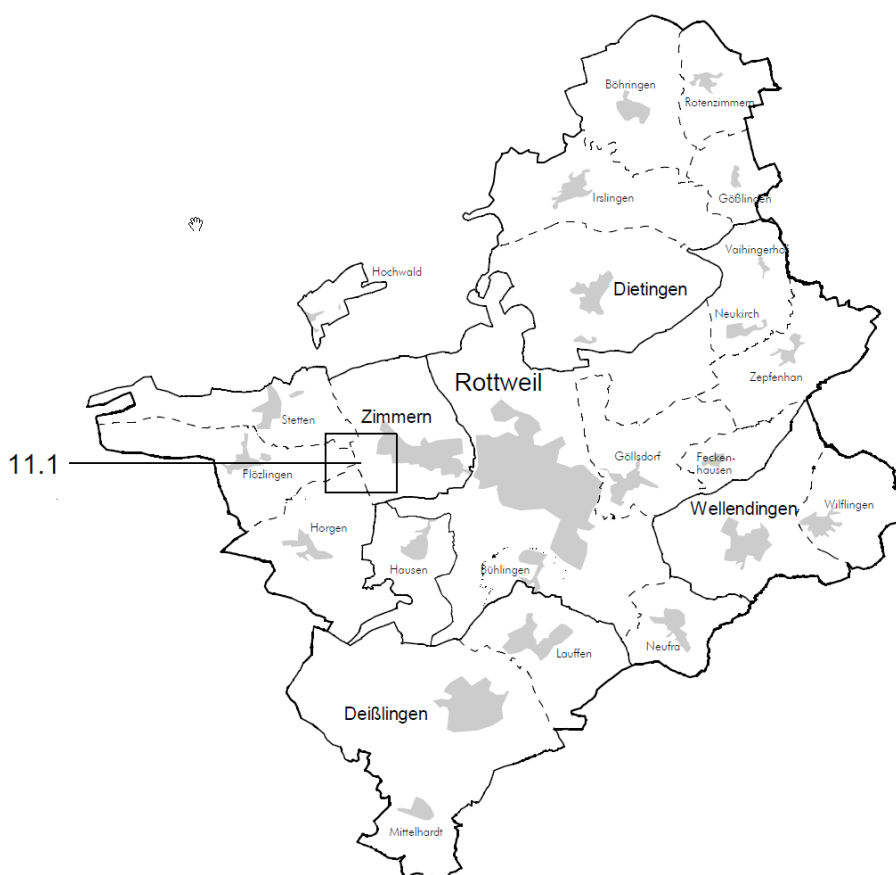 Böhringen
Rotenzimmern
Irslingen
Gößlingen
Vaihingerhof
Hochwald
Dietingen
Neukirch
Zepfenhan
Rottweil
Stetten
Zimmern
11.1
Flözlingen
Göllsdorf
Fecken-
hausen
Wellendingen
Wilflingen
Horgen
Hausen
Bühlingen
Lauffen
Neufra
Deißlingen
Mittelhardt